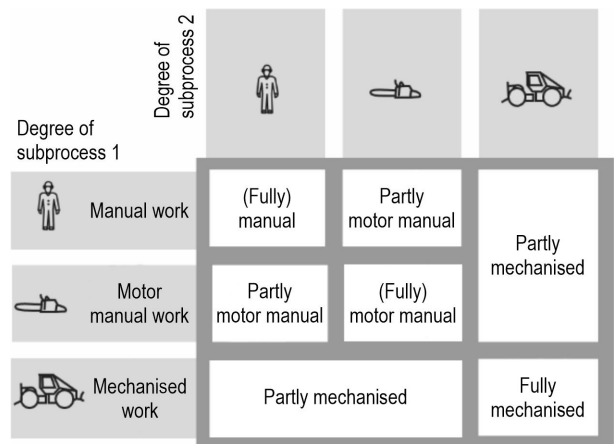 Degree of
subprocess 2
Degree of
subprocess 1
Manual work
(Fully)
manual
Partly
motor manual
Partly
mechanised
Motor
manual work
Partly
motor manual
(Fully)
motor manual
Mechanised
work
Partly mechanised
Fully
mechanised